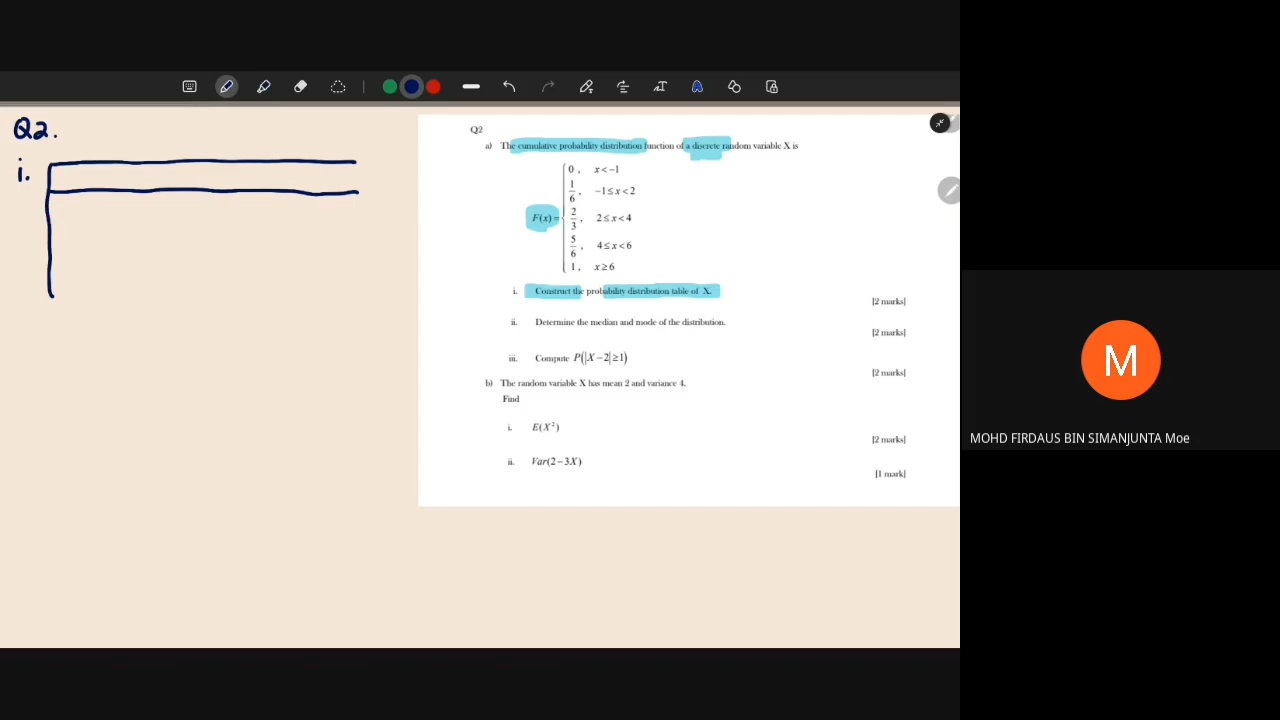 Q2.
i.
Q2
a) The cumulative probability distribution function of a discrete random variable X is
F(x) = { 0 , x < −1
1/6 , −1 ≤ x < 2
2/3 , 2 ≤ x < 4
5/6 , 4 ≤ x < 6
1 , x ≥ 6
i. Construct the probability distribution table of X.
[2 marks]
ii. Determine the median and mode of the distribution.
[2 marks]
iii. Compute P(|X − 2| ≥ 1)
[2 marks]
b) The random variable X has mean 2 and variance 4.
Find
i. E(X²)
[2 marks]
ii. Var(2 − 3X)
[1 mark]
M
MOHD FIRDAUS BIN SIMANJUNTA Moe